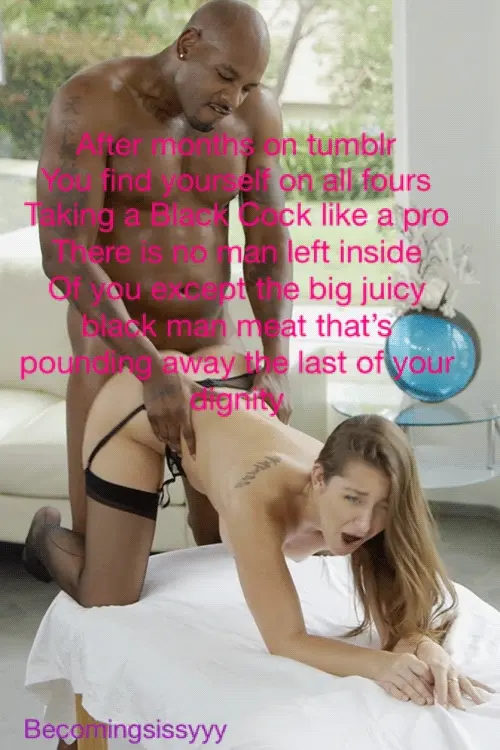 After months on tumblr
You find yourself on all fours
Taking a Black Cock like a pro
There is no man left inside
Of you except the big juicy
black man meat that's
pounding away the last of your
dignity
Becomingsissyyy